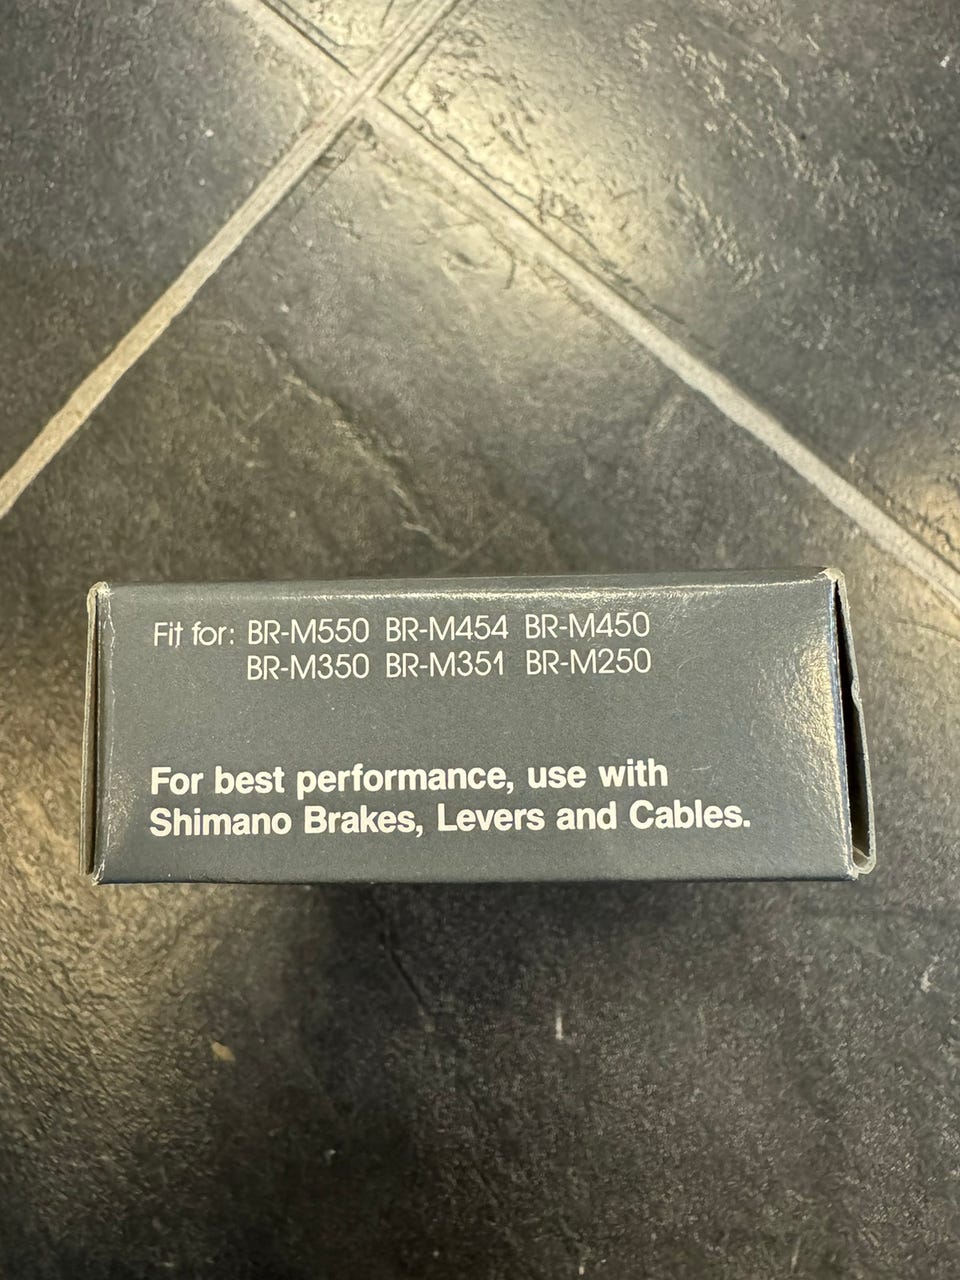 Fit for: BR-M550 BR-M454 BR-M450
BR-M350 BR-M351 BR-M250
For best performance, use with
Shimano Brakes, Levers and Cables.